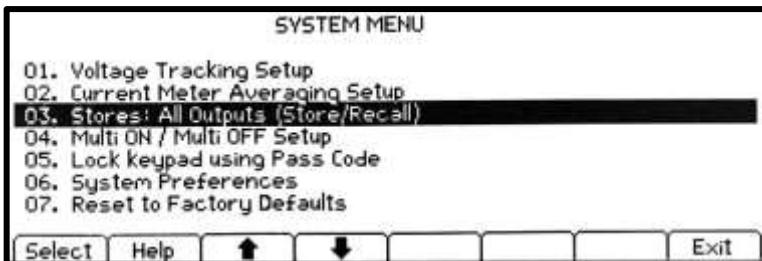 SYSTEM MENU
01. Voltage Tracking Setup
02. Current Meter Averaging Setup
03. Stores: All Outputs (Store/Recall)
04. Multi ON / Multi OFF Setup
05. Lock keypad using Pass Code
06. System Preferences
07. Reset to Factory Defaults
Select Help ⬆ ⬇ Exit